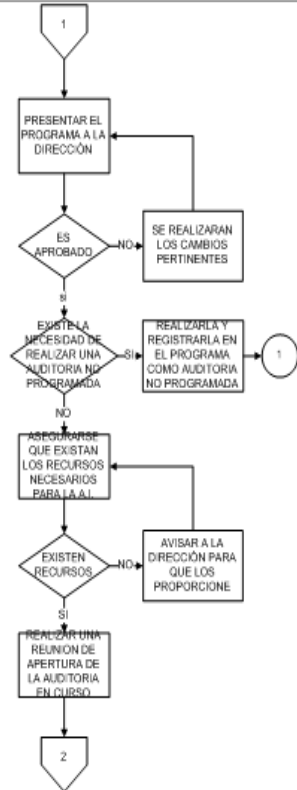 1
PRESENTAR EL
PROGRAMA A LA
DIRECCIÓN
ES
APROBADO
NO
SE REALIZARAN
LOS CAMBIOS
PERTINENTES
SI
EXISTE LA
NECESIDAD DE
REALIZAR UNA
AUDITORIA NO
PROGRAMADA
SI
REALIZARLA Y
REGISTRARLA EN
EL PROGRAMA
COMO AUDITORIA
NO PROGRAMADA
1
NO
ASEGURARSE
QUE EXISTAN
LOS RECURSOS
NECESARIOS
PARA LA A.I.
EXISTEN
RECURSOS
NO
AVISAR A LA
DIRECCIÓN PARA
QUE LOS
PROPORCIONE
SI
REALIZAR UNA
REUNION DE
APERTURA DE
LA AUDITORIA
EN CURSO
2